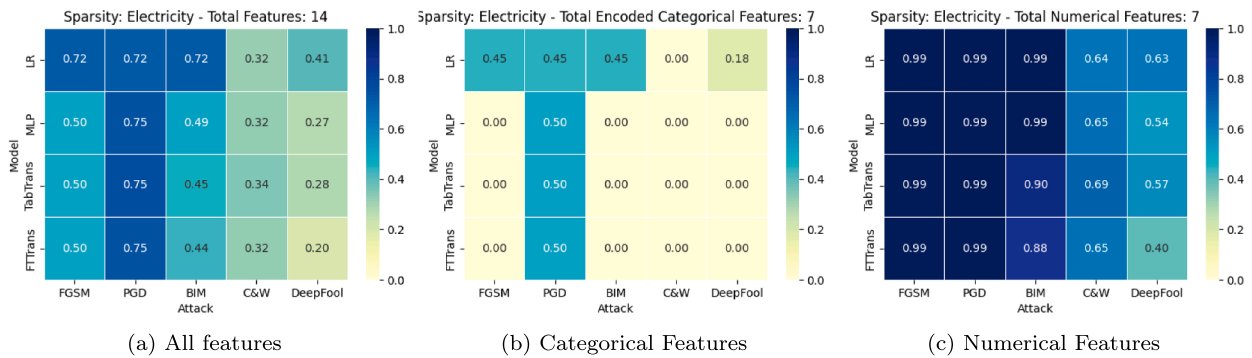 Sparsity: Electricity - Total Features: 14
LR 0.72 0.72 0.72 0.32 0.41
MLP 0.50 0.75 0.49 0.32 0.27
TabTrans 0.50 0.75 0.45 0.34 0.28
FTTrans 0.50 0.75 0.44 0.32 0.20
Model
FGSM PGD BIM C&W DeepFool
Attack
1.0
0.8
0.6
0.4
0.2
0.0
(a) All features
Sparsity: Electricity - Total Encoded Categorical Features: 7
LR 0.45 0.45 0.45 0.00 0.18
MLP 0.00 0.50 0.00 0.00 0.00
TabTrans 0.00 0.50 0.00 0.00 0.00
FTTrans 0.00 0.50 0.00 0.00 0.00
Model
FGSM PGD BIM C&W DeepFool
Attack
1.0
0.8
0.6
0.4
0.2
0.0
(b) Categorical Features
Sparsity: Electricity - Total Numerical Features: 7
LR 0.99 0.99 0.99 0.64 0.63
MLP 0.99 0.99 0.99 0.65 0.54
TabTrans 0.99 0.99 0.90 0.69 0.57
FTTrans 0.99 0.99 0.88 0.65 0.40
Model
FGSM PGD BIM C&W DeepFool
Attack
1.0
0.8
0.6
0.4
0.2
0.0
(c) Numerical Features